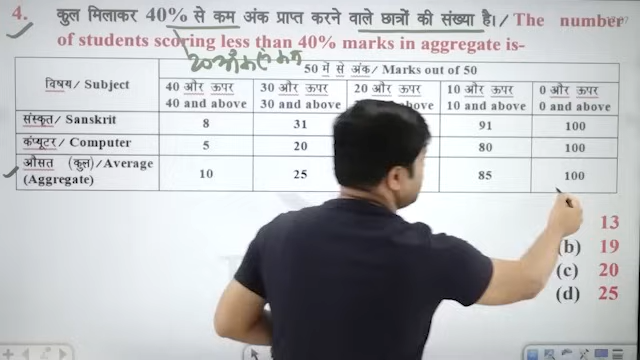 4. कुल मिलाकर 40% से कम अंक प्राप्त करने वाले छात्रों की संख्या है।/ The number
of students scoring less than 40% marks in aggregate is-
विषय/ Subject
50 में से अंक/ Marks out of 50
40 और ऊपर 30 और ऊपर 20 और ऊपर 10 और ऊपर 0 और ऊपर
40 and above 30 and above 10 and above 0 and above
संस्कृत/ Sanskrit 8 31 91 100
कंप्यूटर/ Computer 5 20 80 100
औसत (कुल)/Average
(Aggregate) 10 25 85 100
13
(b) 19
(c) 20
(d) 25